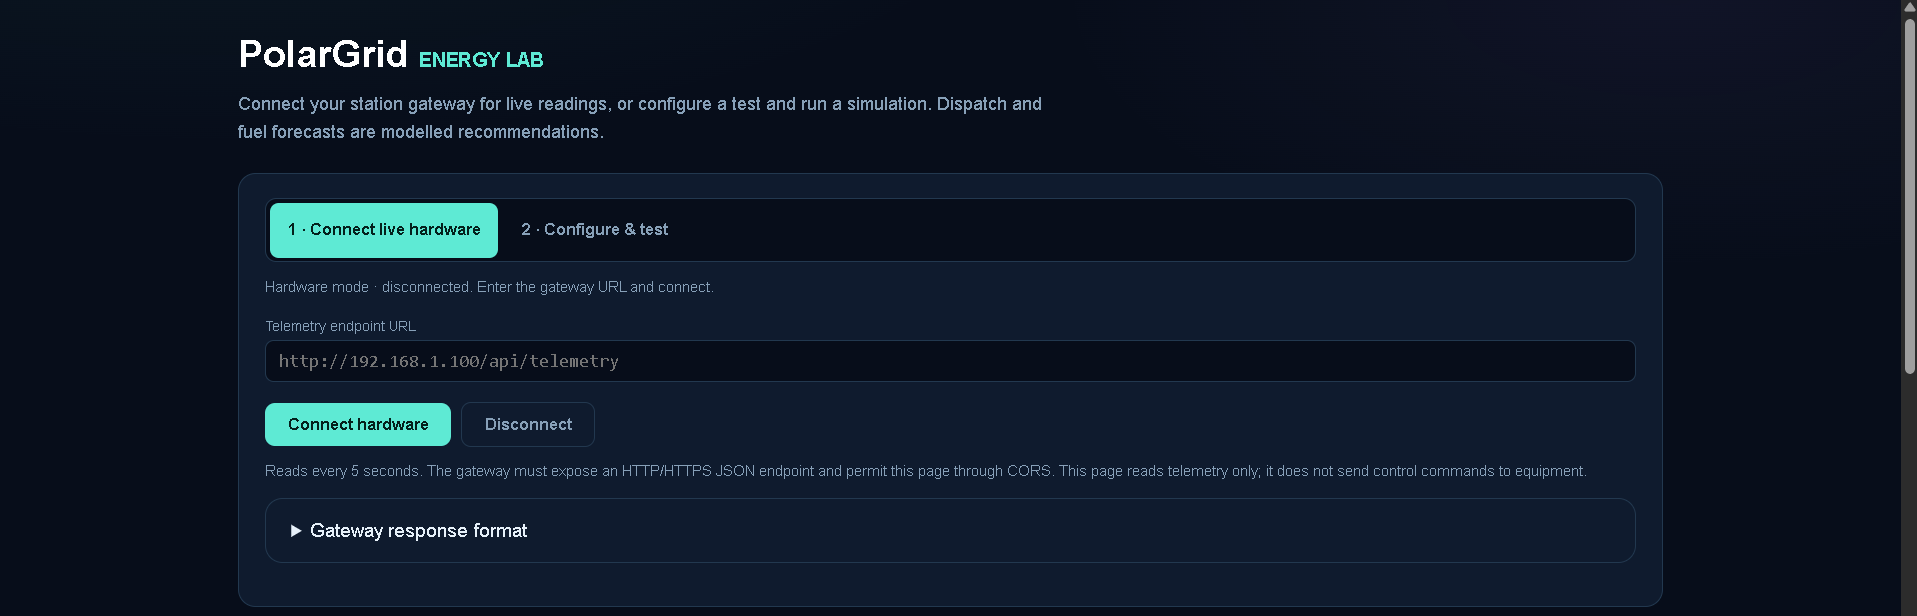 PolarGrid ENERGY LAB
Connect your station gateway for live readings, or configure a test and run a simulation. Dispatch and
fuel forecasts are modelled recommendations.
1 · Connect live hardware
2 · Configure & test
Hardware mode · disconnected. Enter the gateway URL and connect.
Telemetry endpoint URL
http://192.168.1.100/api/telemetry
Connect hardware
Disconnect
Reads every 5 seconds. The gateway must expose an HTTP/HTTPS JSON endpoint and permit this page through CORS. This page reads telemetry only; it does not send control commands to equipment.
Gateway response format